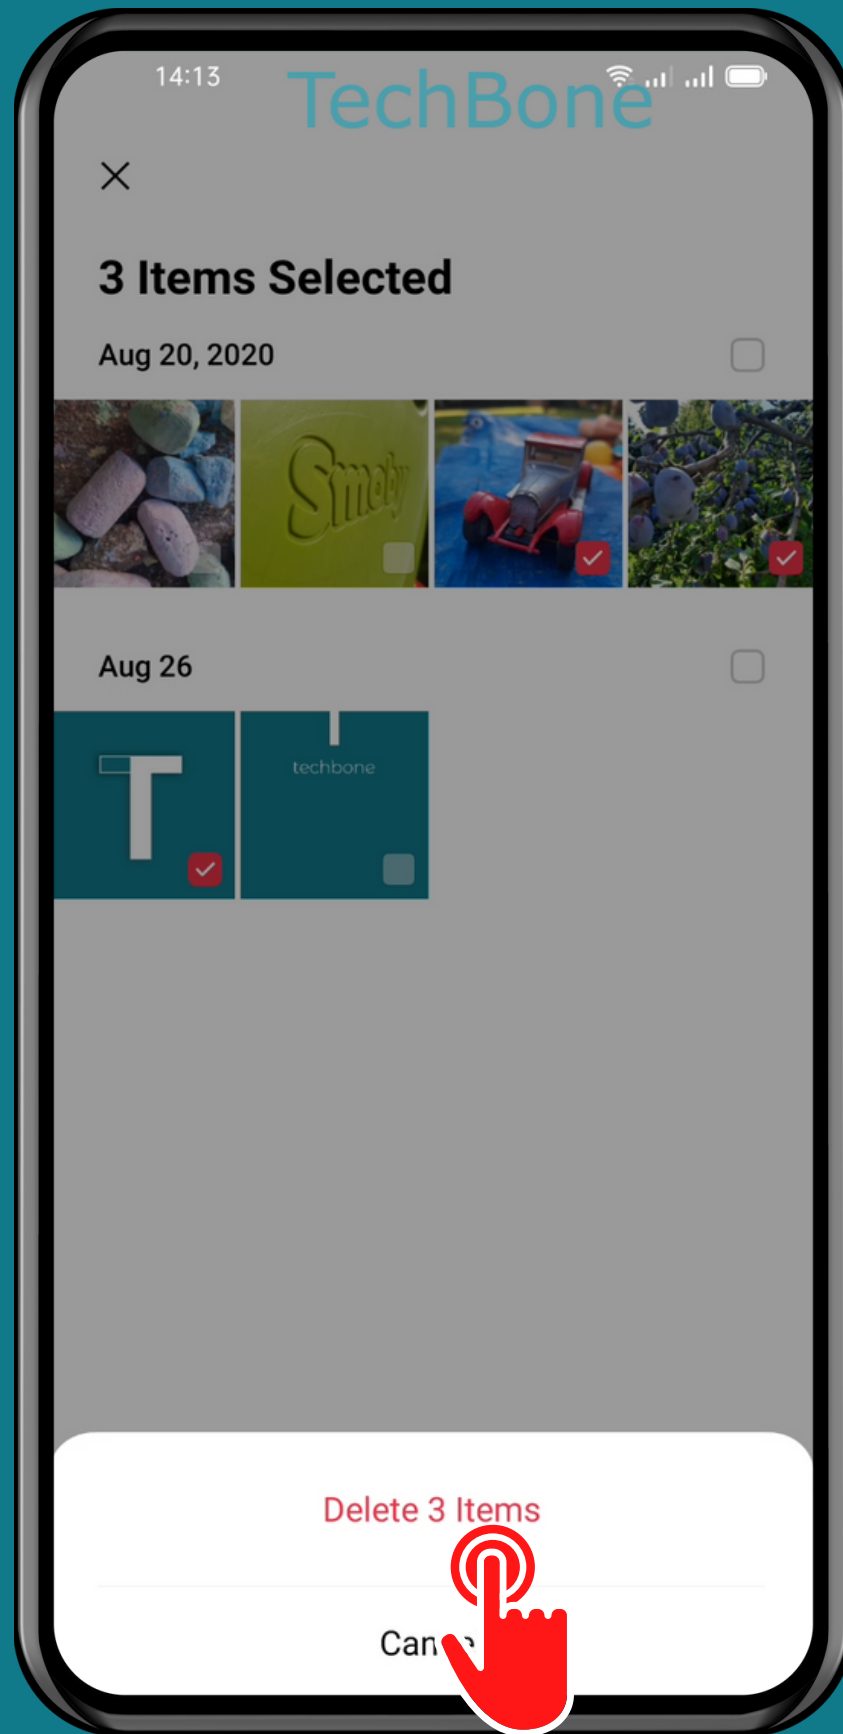 14:13
TechBone
3 Items Selected
Aug 20, 2020
Smoby
Aug 26
T
techbone
Delete 3 Items